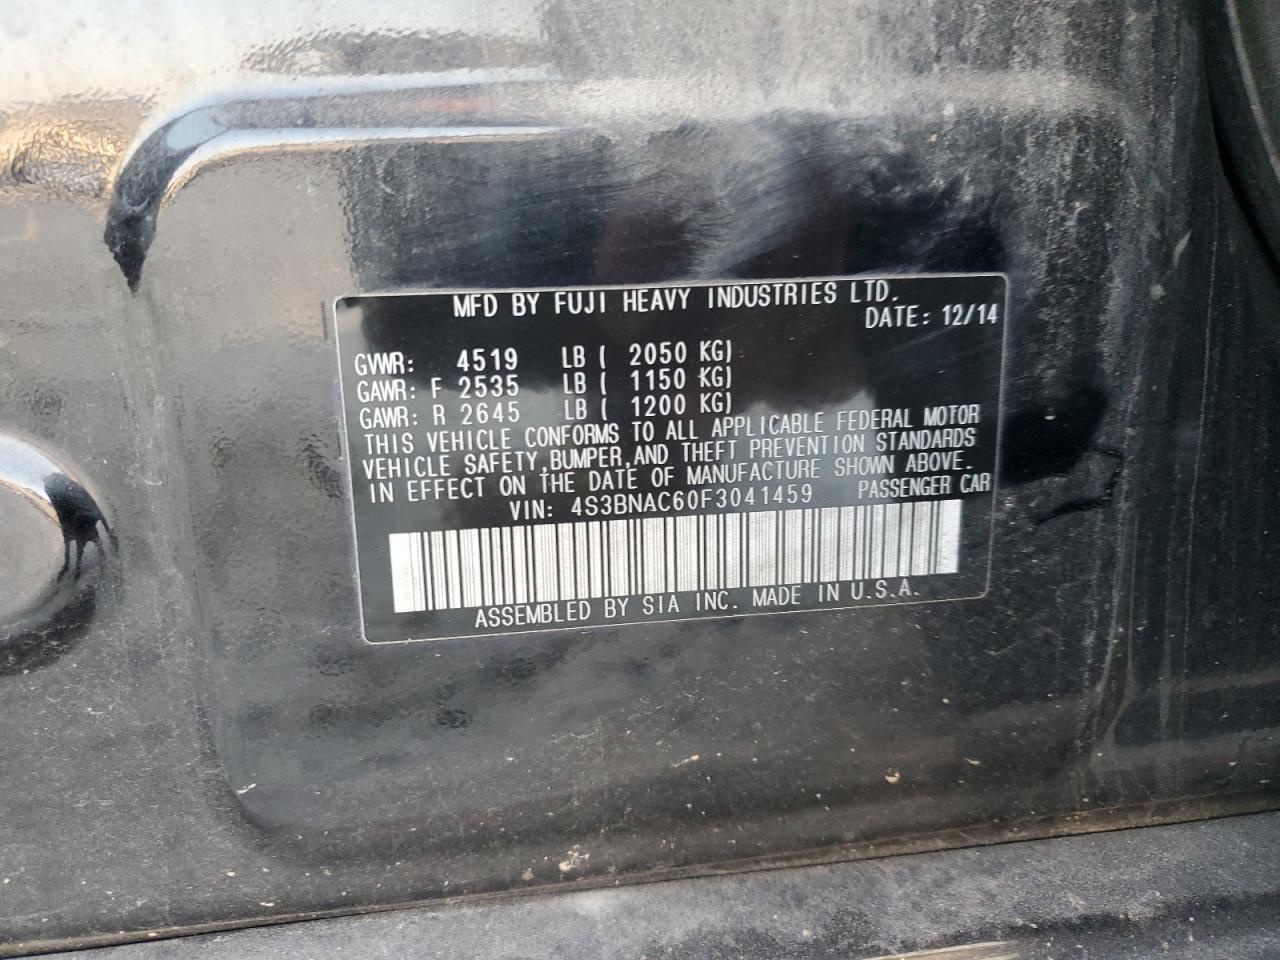 MFD BY FUJI HEAVY INDUSTRIES LTD.
DATE: 12/14
GVWR: 4519 LB ( 2050 KG)
GAWR: F 2535 LB ( 1150 KG)
GAWR: R 2645 LB ( 1200 KG)
THIS VEHICLE CONFORMS TO ALL APPLICABLE FEDERAL MOTOR
VEHICLE SAFETY,BUMPER,AND THEFT PREVENTION STANDARDS
IN EFFECT ON THE DATE OF MANUFACTURE SHOWN ABOVE.
VIN: 4S3BNAC60F3041459 PASSENGER CAR
ASSEMBLED BY SIA INC. MADE IN U.S.A.